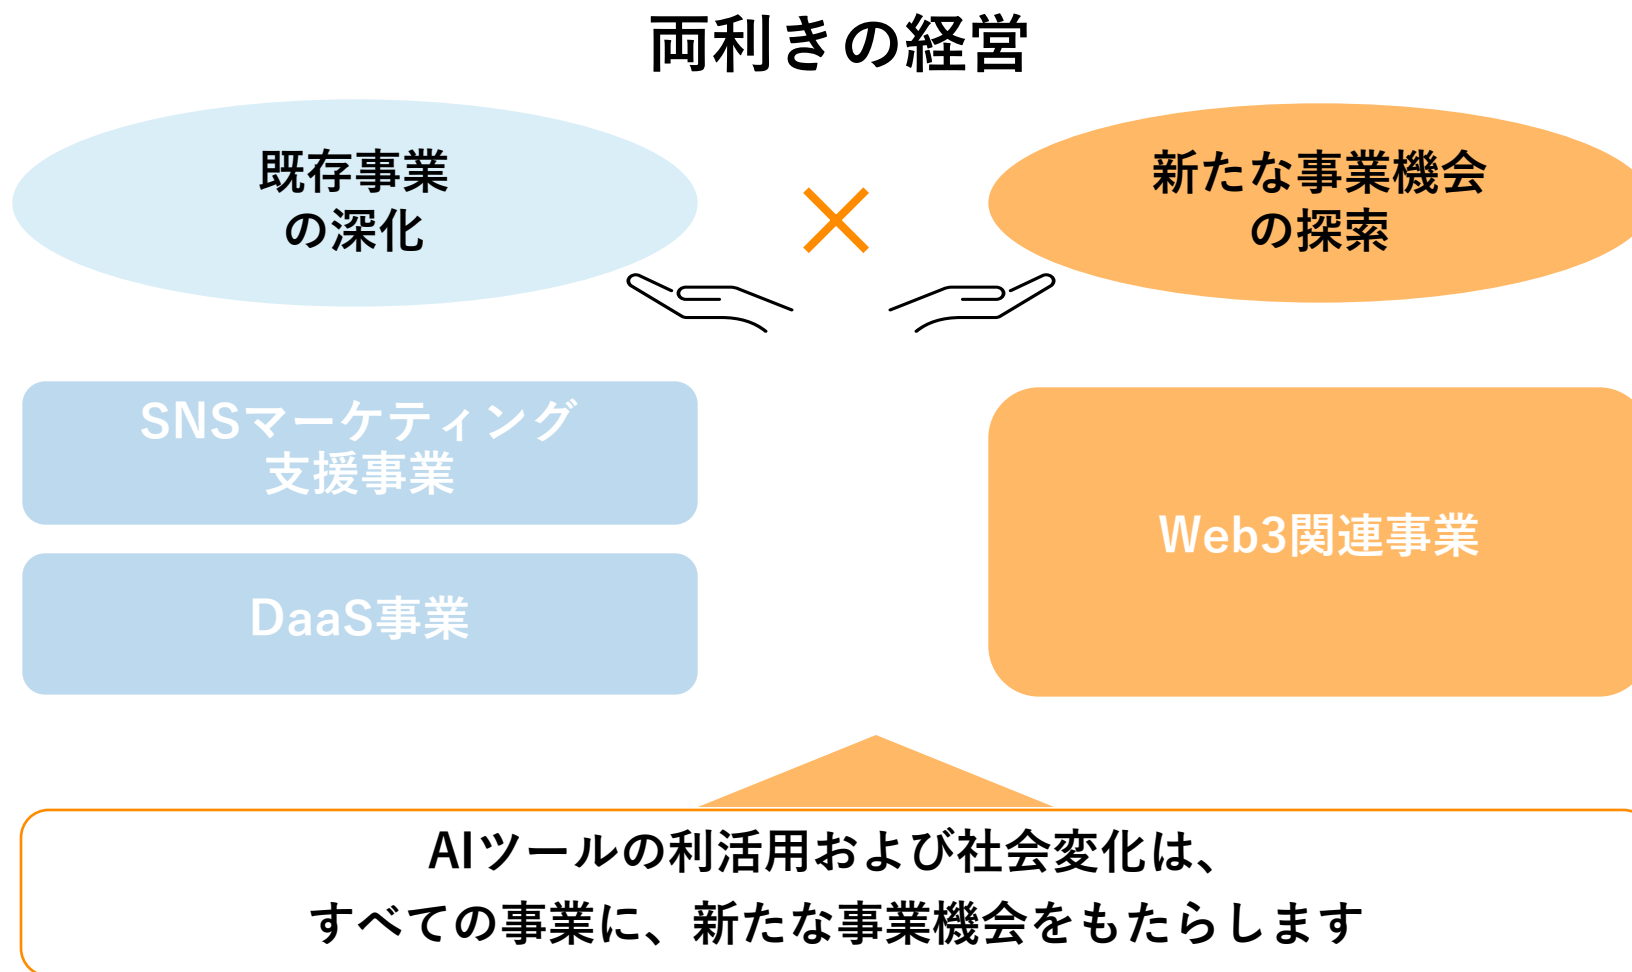 両利きの経営
既存事業
の深化
新たな事業機会
の探索
SNSマーケティング
支援事業
DaaS事業
Web3関連事業
AIツールの利活用および社会変化は、
すべての事業に、新たな事業機会をもたらします